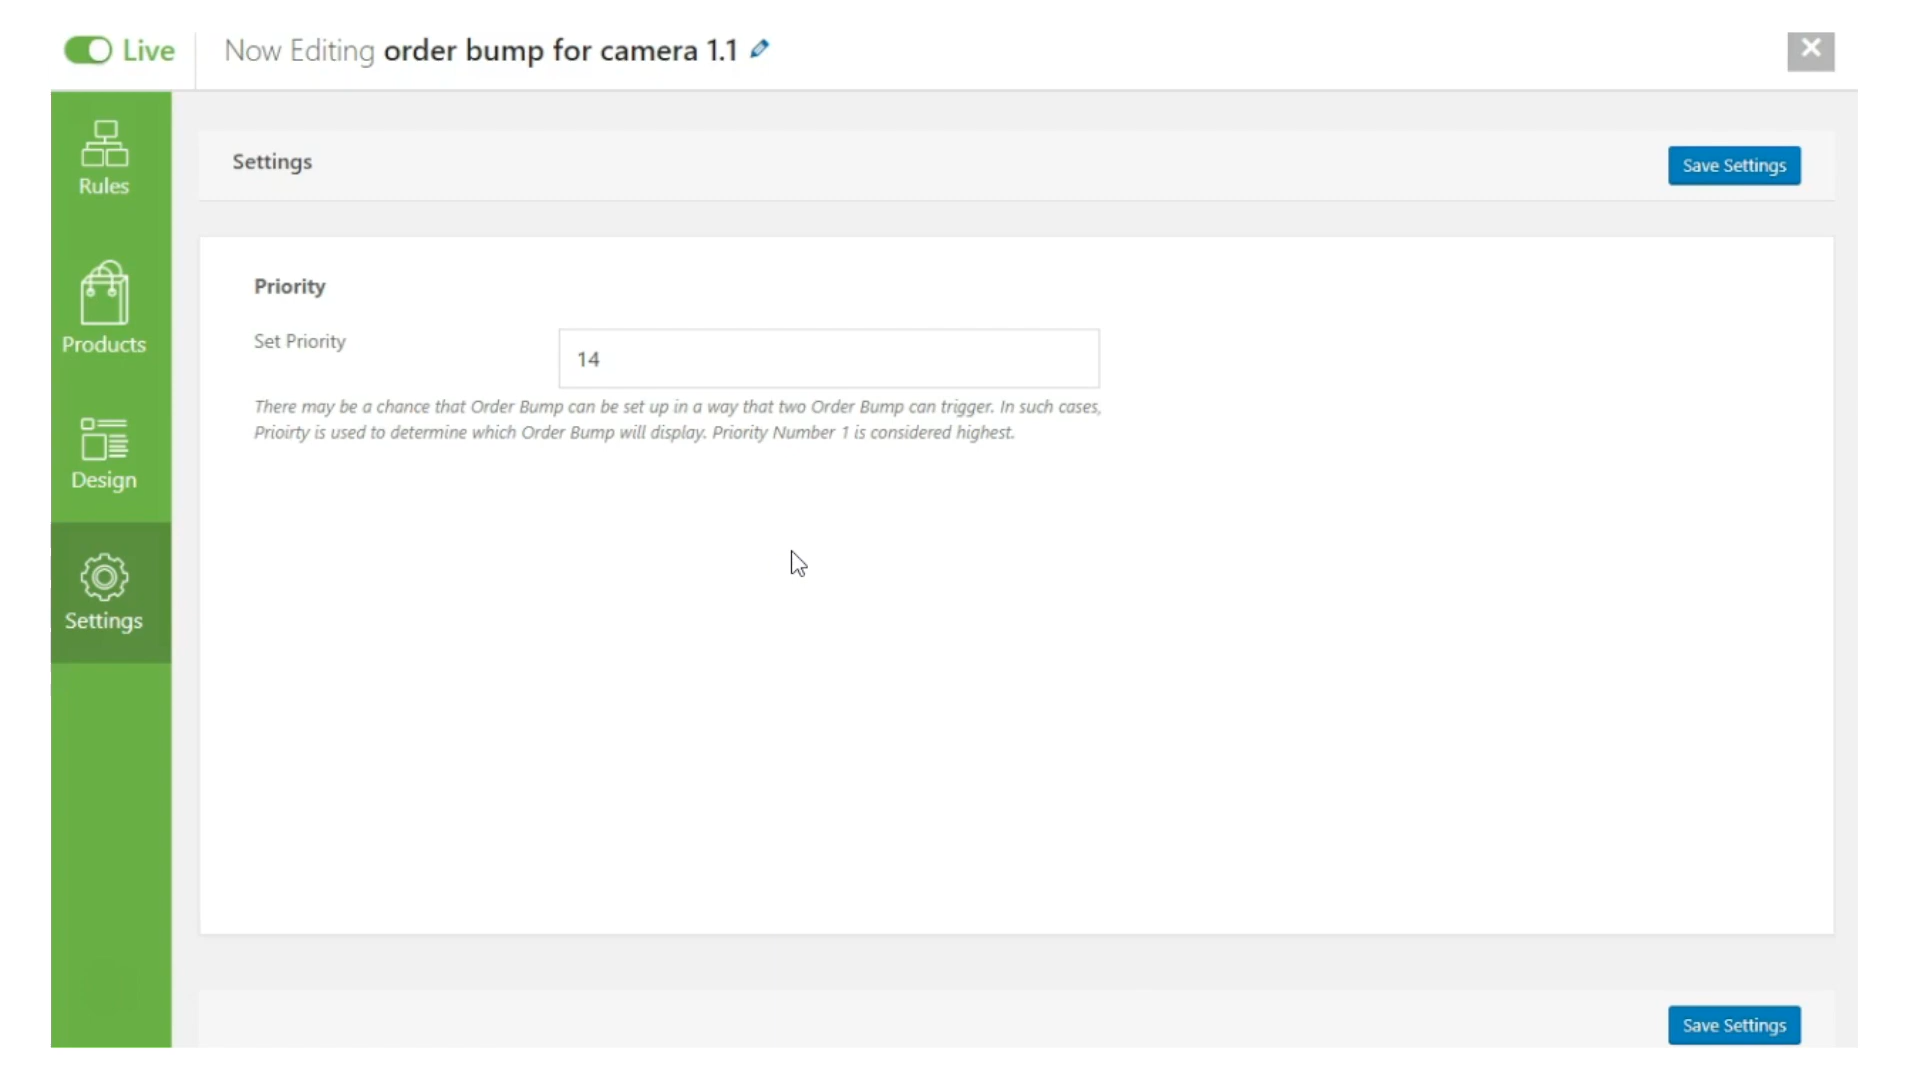 Live
Now Editing order bump for camera 1.1
Rules
Products
Design
Settings
Settings
Save Settings
Priority
Set Priority
14
There may be a chance that Order Bump can be set up in a way that two Order Bump can trigger. In such cases,
Prioirty is used to determine which Order Bump will display. Priority Number 1 is considered highest.
Save Settings